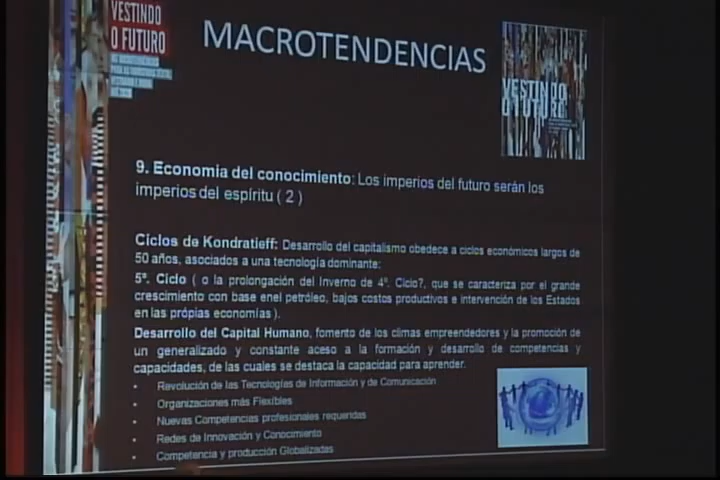 VESTINDO
O FUTURO
MACROTENDENCIAS
VESTINDO
O FUTURO
9. Economia del conocimiento: Los imperios del futuro serán los
imperios del espíritu ( 2 )
Ciclos de Kondratieff: Desarrollo del capitalismo obedece a ciclos económicos largos de
50 años, asociados a una tecnología dominante:
5º. Ciclo ( o la prolongación del Inverno de 4º. Ciclo?, que se caracteriza por el grande
crescimiento con base enel petróleo, bajos costos productivos e intervención de los Estados
en las própias economías ).
Desarrollo del Capital Humano, fomento de los climas empreendedores y la promoción de
un generalizado y constante aceso a la formación y desarrollo de competencias y
capacidades, de las cuales se destaca la capacidad para aprender.
• Revolución de las Tecnologías de Información y de Comunicación
• Organizaciones más Flexibles
• Nuevas Competencias profesionales requeridas
• Redes de Innovación y Conocimiento
• Competencia y producción Globalizadas